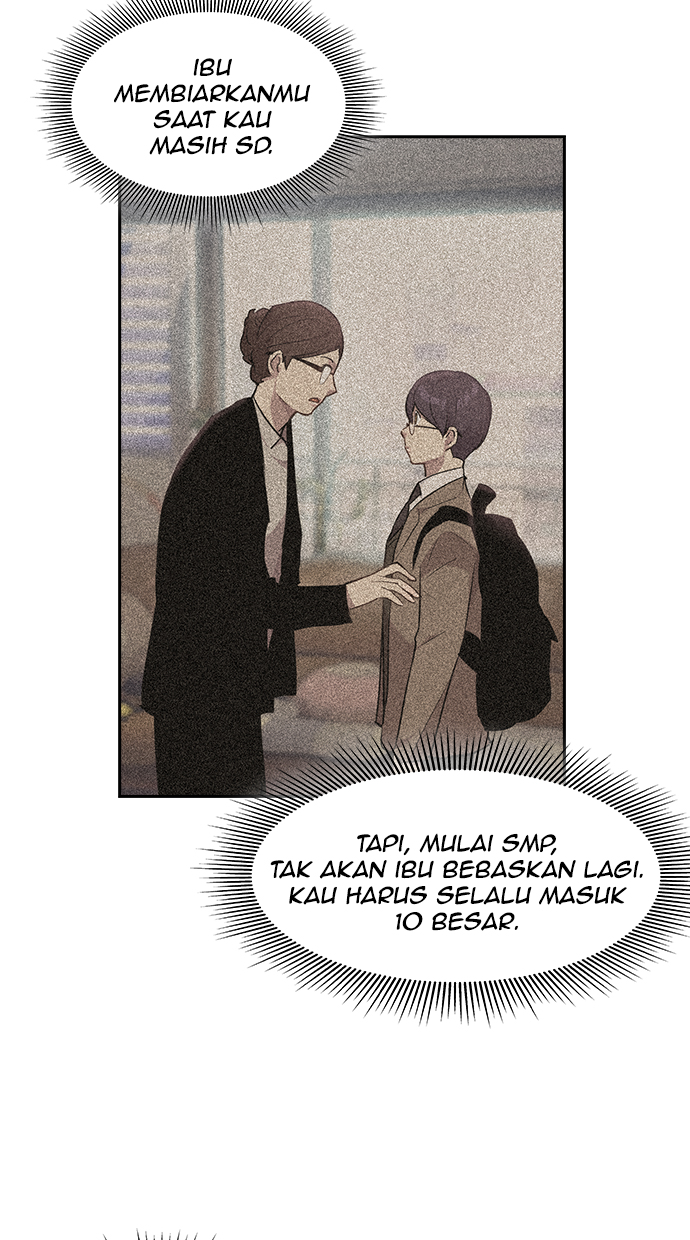 IBU
MEMBIARKANMU
SAAT KAU
MASIH SD.
TAPI, MULAI SMP,
TAK AKAN IBU BEBASKAN LAGI.
KAU HARUS SELALU MASUK
10 BESAR.